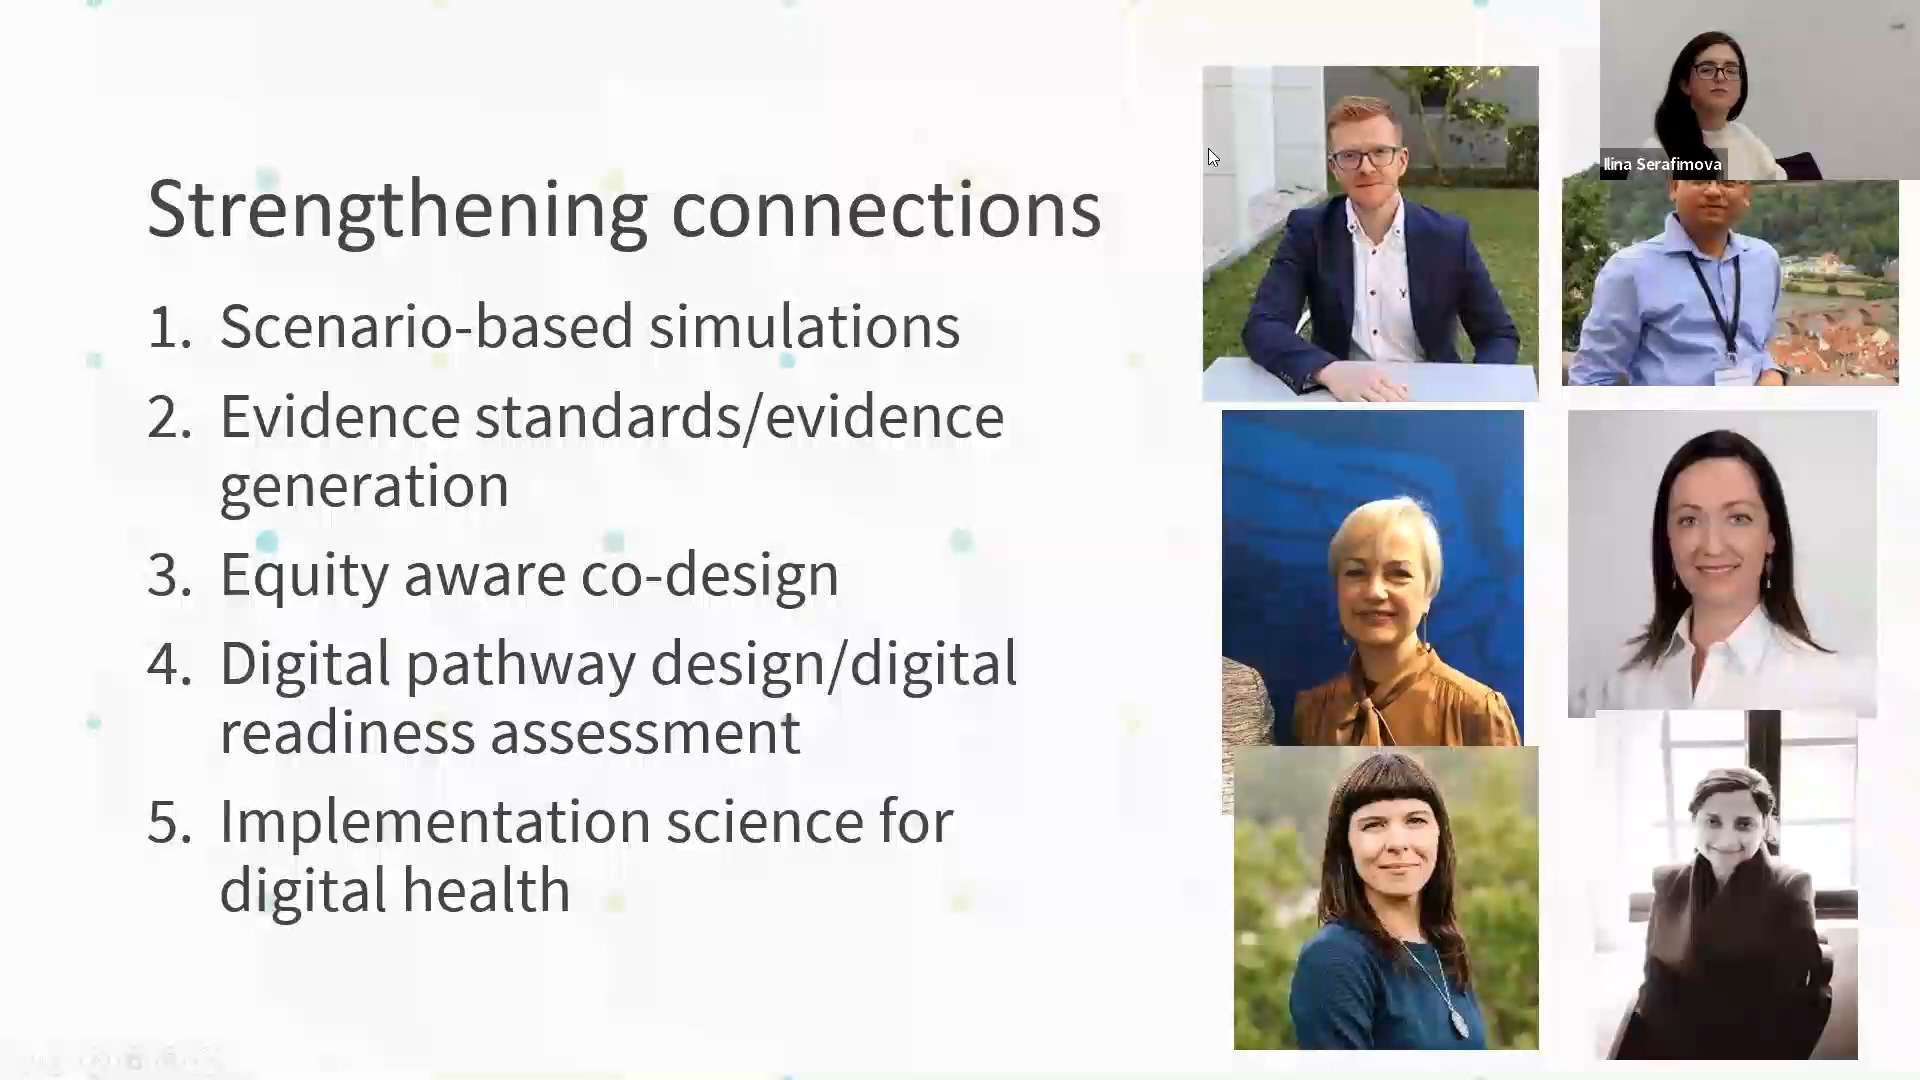 Strengthening connections
1. Scenario-based simulations
2. Evidence standards/evidence
generation
3. Equity aware co-design
4. Digital pathway design/digital
readiness assessment
5. Implementation science for
digital health
Ilina Serafimova